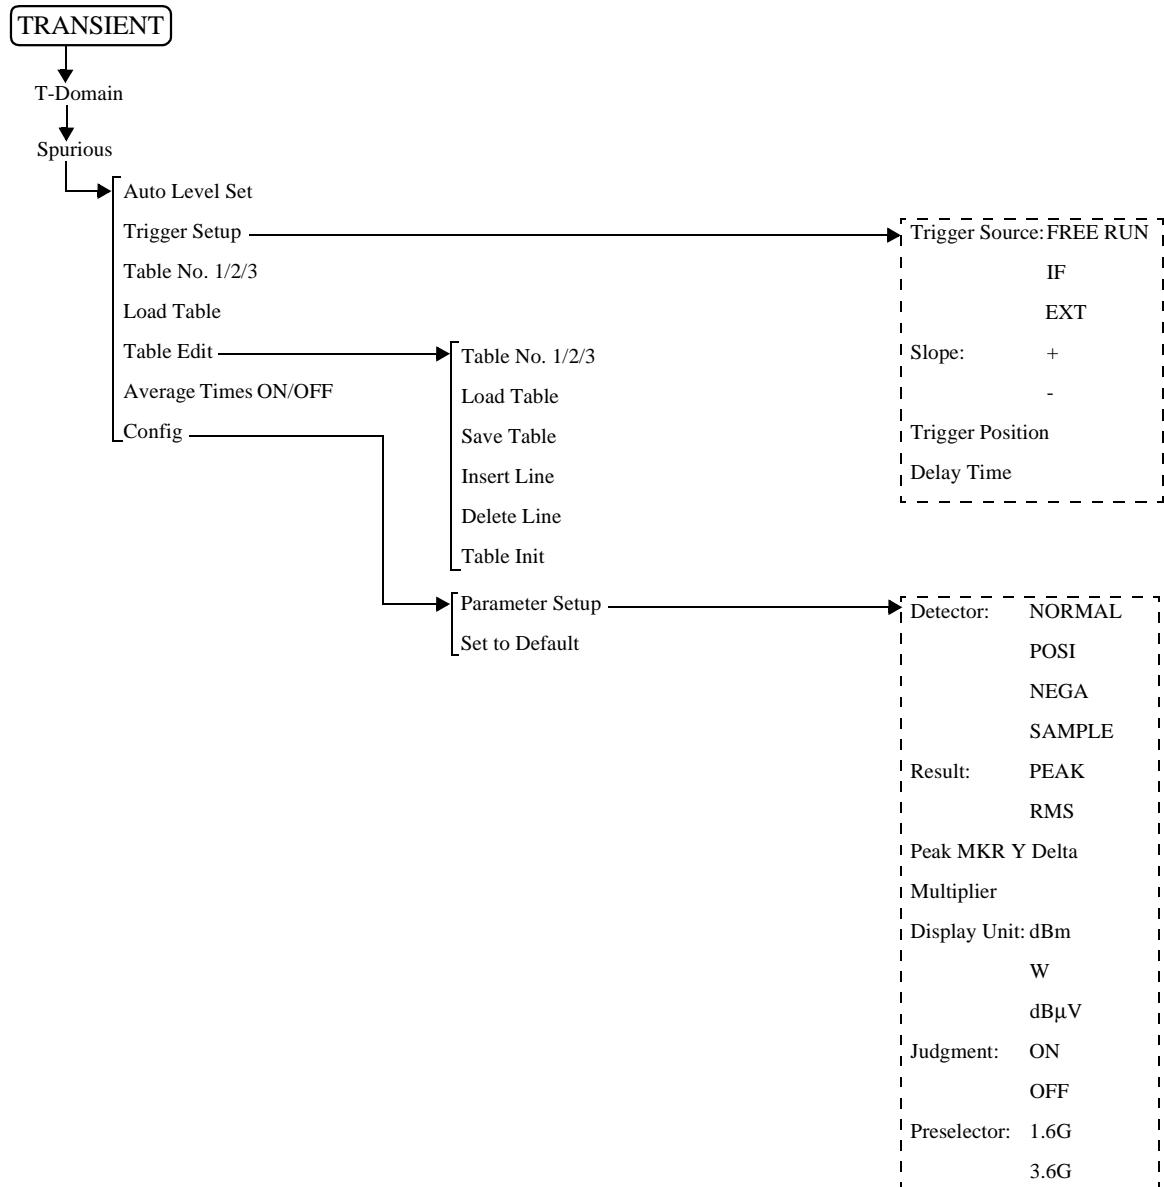 TRANSIENT
T-Domain
Spurious
Auto Level Set
Trigger Setup
Table No. 1/2/3
Load Table
Table Edit
Average Times ON/OFF
Config
Table No. 1/2/3
Load Table
Save Table
Insert Line
Delete Line
Table Init
Parameter Setup
Set to Default
Trigger Source: FREE RUN
IF
EXT
Slope: +
-
Trigger Position
Delay Time
Detector: NORMAL
POSI
NEGA
SAMPLE
Result: PEAK
RMS
Peak MKR Y Delta
Multiplier
Display Unit: dBm
W
dBμV
Judgment: ON
OFF
Preselector: 1.6G
3.6G